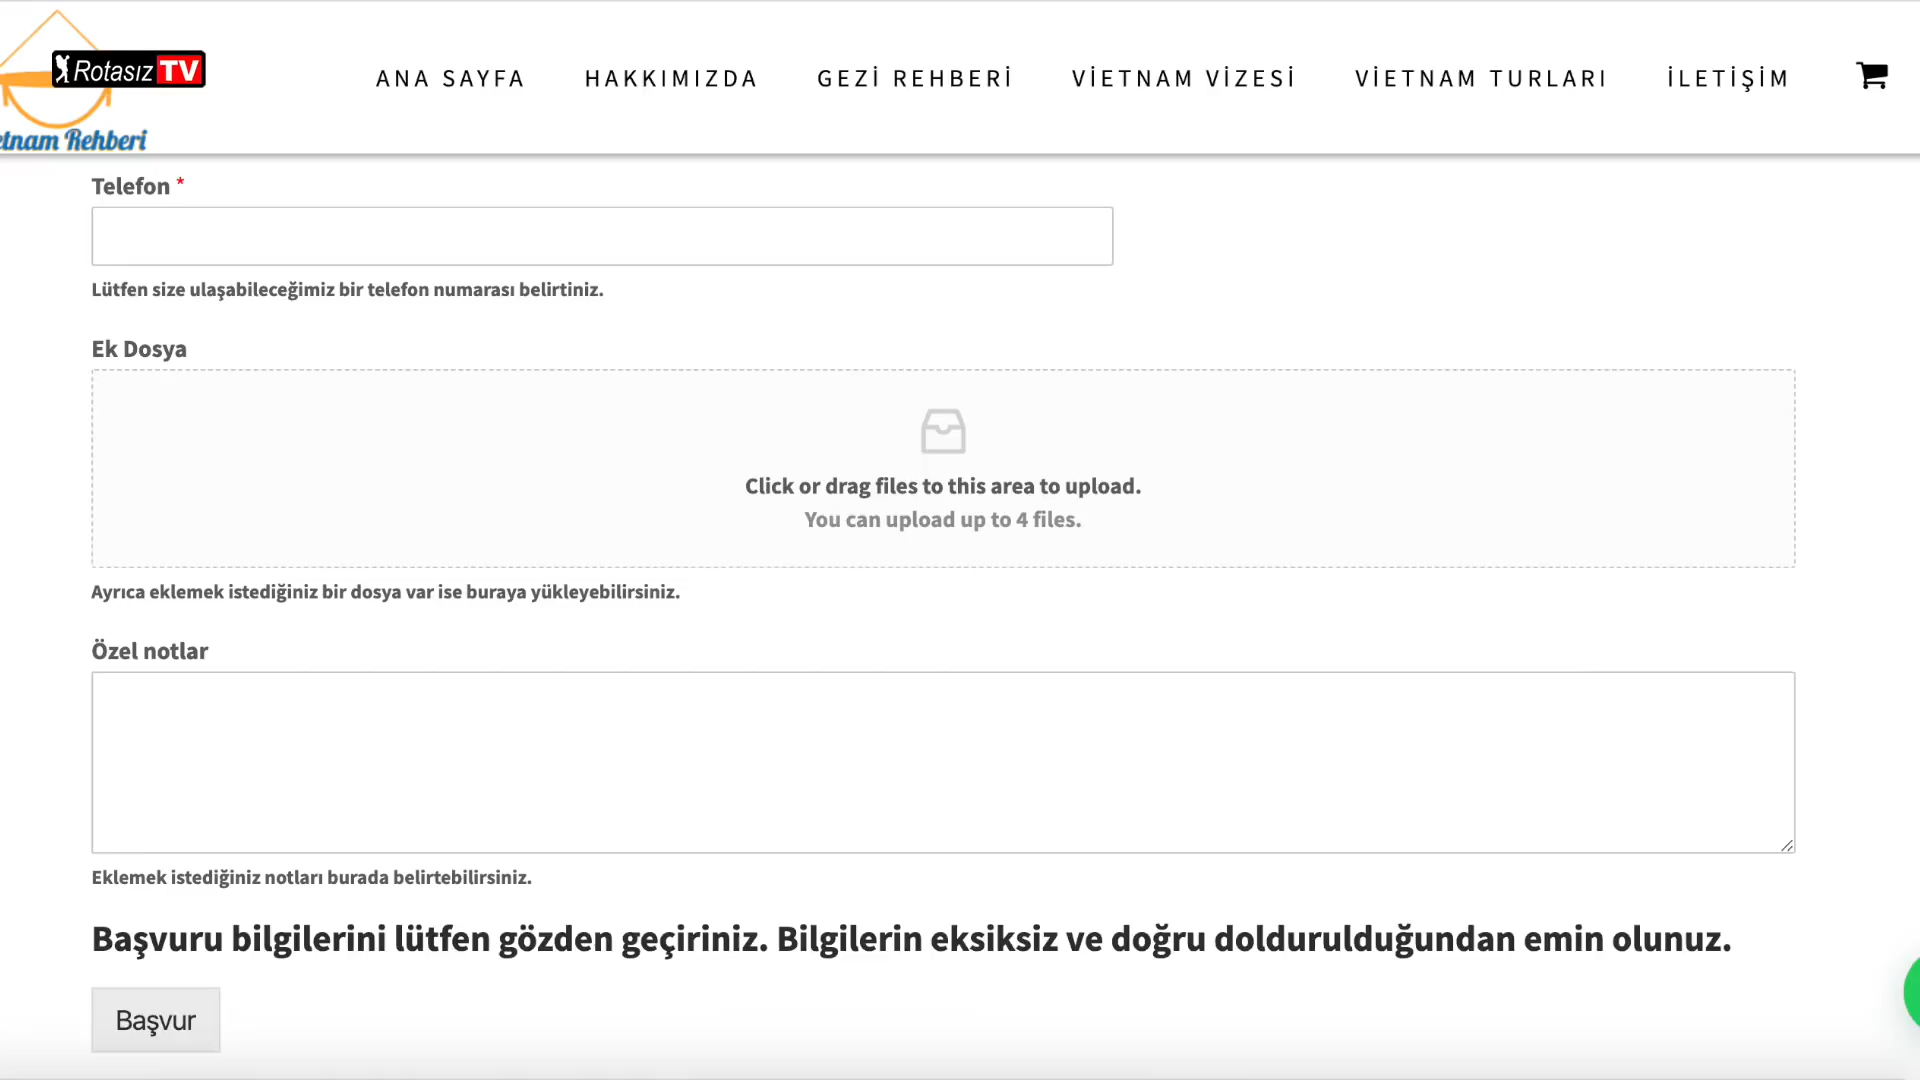 Rotasız TV
ANA SAYFA
HAKKIMIZDA
GEZİ REHBERİ
VİETNAM VİZESİ
VİETNAM TURLARI
İLETİŞİM
Rehberi
Telefon *
Lütfen size ulaşabileceğimiz bir telefon numarası belirtiniz.
Ek Dosya
Click or drag files to this area to upload.
You can upload up to 4 files.
Ayrıca eklemek istediğiniz bir dosya var ise buraya yükleyebilirsiniz.
Özel notlar
Eklemek istediğiniz notları burada belirtebilirsiniz.
Başvuru bilgilerini lütfen gözden geçiriniz. Bilgilerin eksiksiz ve doğru doldurulduğundan emin olunuz.
Başvur